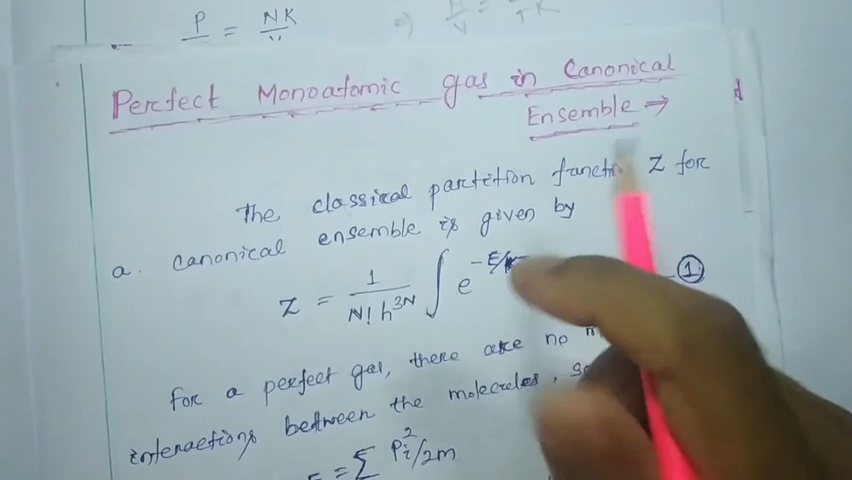 P/_ = NK/V
Perfect Monoatomic gas in Canonical
Ensemble →
The classical partition functi Z for
a canonical ensemble is given by
Z = 1/(N! h^3N) ∫ e^-E/ ①
for a perfect gas, there are no
interactions between the molecules,
= Σ Pi²/2m